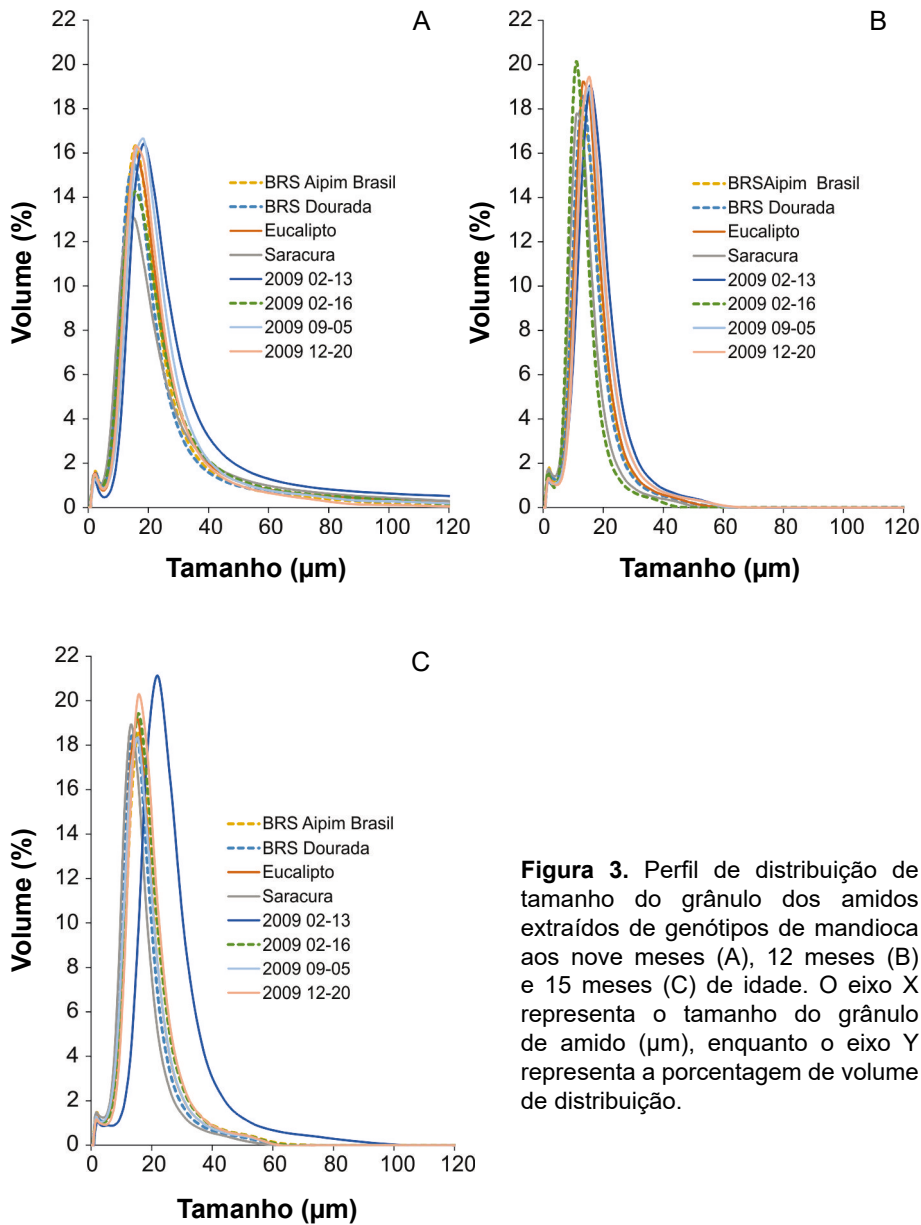 A
Volume (%)
22
20
18
16
14
12
10
8
6
4
2
0
BRS Aipim Brasil
BRS Dourada
Eucalipto
Saracura
2009 02-13
2009 02-16
2009 09-05
2009 12-20
0 20 40 60 80 100 120
Tamanho (µm)
B
Volume (%)
22
20
18
16
14
12
10
8
6
4
2
0
BRSAipim Brasil
BRS Dourada
Eucalipto
Saracura
2009 02-13
2009 02-16
2009 09-05
2009 12-20
0 20 40 60 80 100 120
Tamanho (µm)
C
Volume (%)
22
20
18
16
14
12
10
8
6
4
2
0
BRS Aipim Brasil
BRS Dourada
Eucalipto
Saracura
2009 02-13
2009 02-16
2009 09-05
2009 12-20
0 20 40 60 80 100 120
Tamanho (µm)
Figura 3. Perfil de distribuição de
tamanho do grânulo dos amidos
extraídos de genótipos de mandioca
aos nove meses (A), 12 meses (B)
e 15 meses (C) de idade. O eixo X
representa o tamanho do grânulo
de amido (µm), enquanto o eixo Y
representa a porcentagem de volume
de distribuição.